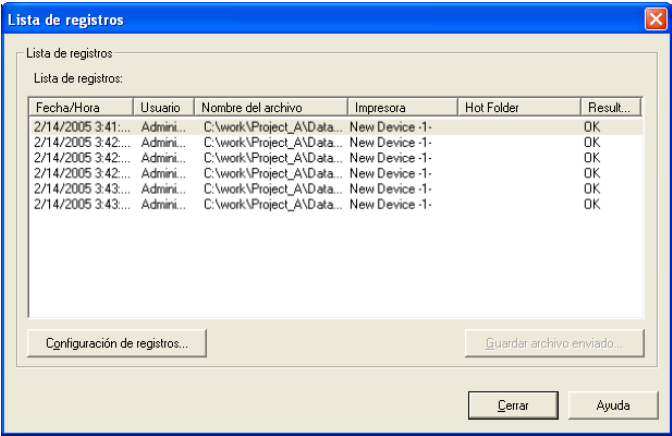 Lista de registros
Lista de registros
Lista de registros:
Fecha/Hora Usuario Nombre del archivo Impresora Hot Folder Result...
2/14/2005 3:41:... Admini... C:\work\Project_A\Data... New Device -1- OK
2/14/2005 3:42:... Admini... C:\work\Project_A\Data... New Device -1- OK
2/14/2005 3:42:... Admini... C:\work\Project_A\Data... New Device -1- OK
2/14/2005 3:42:... Admini... C:\work\Project_A\Data... New Device -1- OK
2/14/2005 3:43:... Admini... C:\work\Project_A\Data... New Device -1- OK
2/14/2005 3:43:... Admini... C:\work\Project_A\Data... New Device -1- OK
Configuración de registros... Guardar archivo enviado...
Cerrar Ayuda